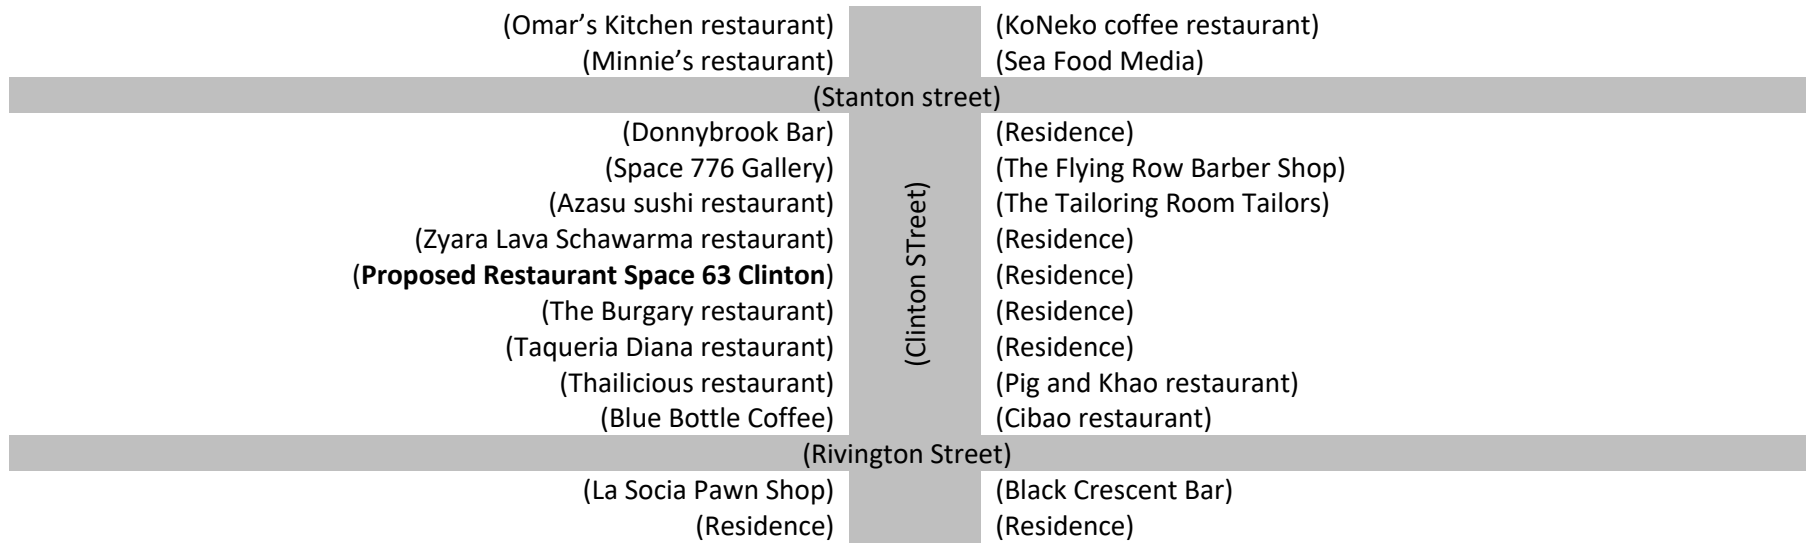 (Omar’s Kitchen restaurant) (KoNeko coffee restaurant)
(Minnie’s restaurant) (Sea Food Media)
(Stanton street)
(Donnybrook Bar) (Residence)
(Space 776 Gallery) (The Flying Row Barber Shop)
(Azasu sushi restaurant) (The Tailoring Room Tailors)
(Zyara Lava Schawarma restaurant) (Residence)
(Proposed Restaurant Space 63 Clinton) (Residence)
(The Burgary restaurant) (Residence)
(Taqueria Diana restaurant) (Residence)
(Thailicious restaurant) (Pig and Khao restaurant)
(Blue Bottle Coffee) (Cibao restaurant)
(Clinton STreet)
(Rivington Street)
(La Socia Pawn Shop) (Black Crescent Bar)
(Residence) (Residence)